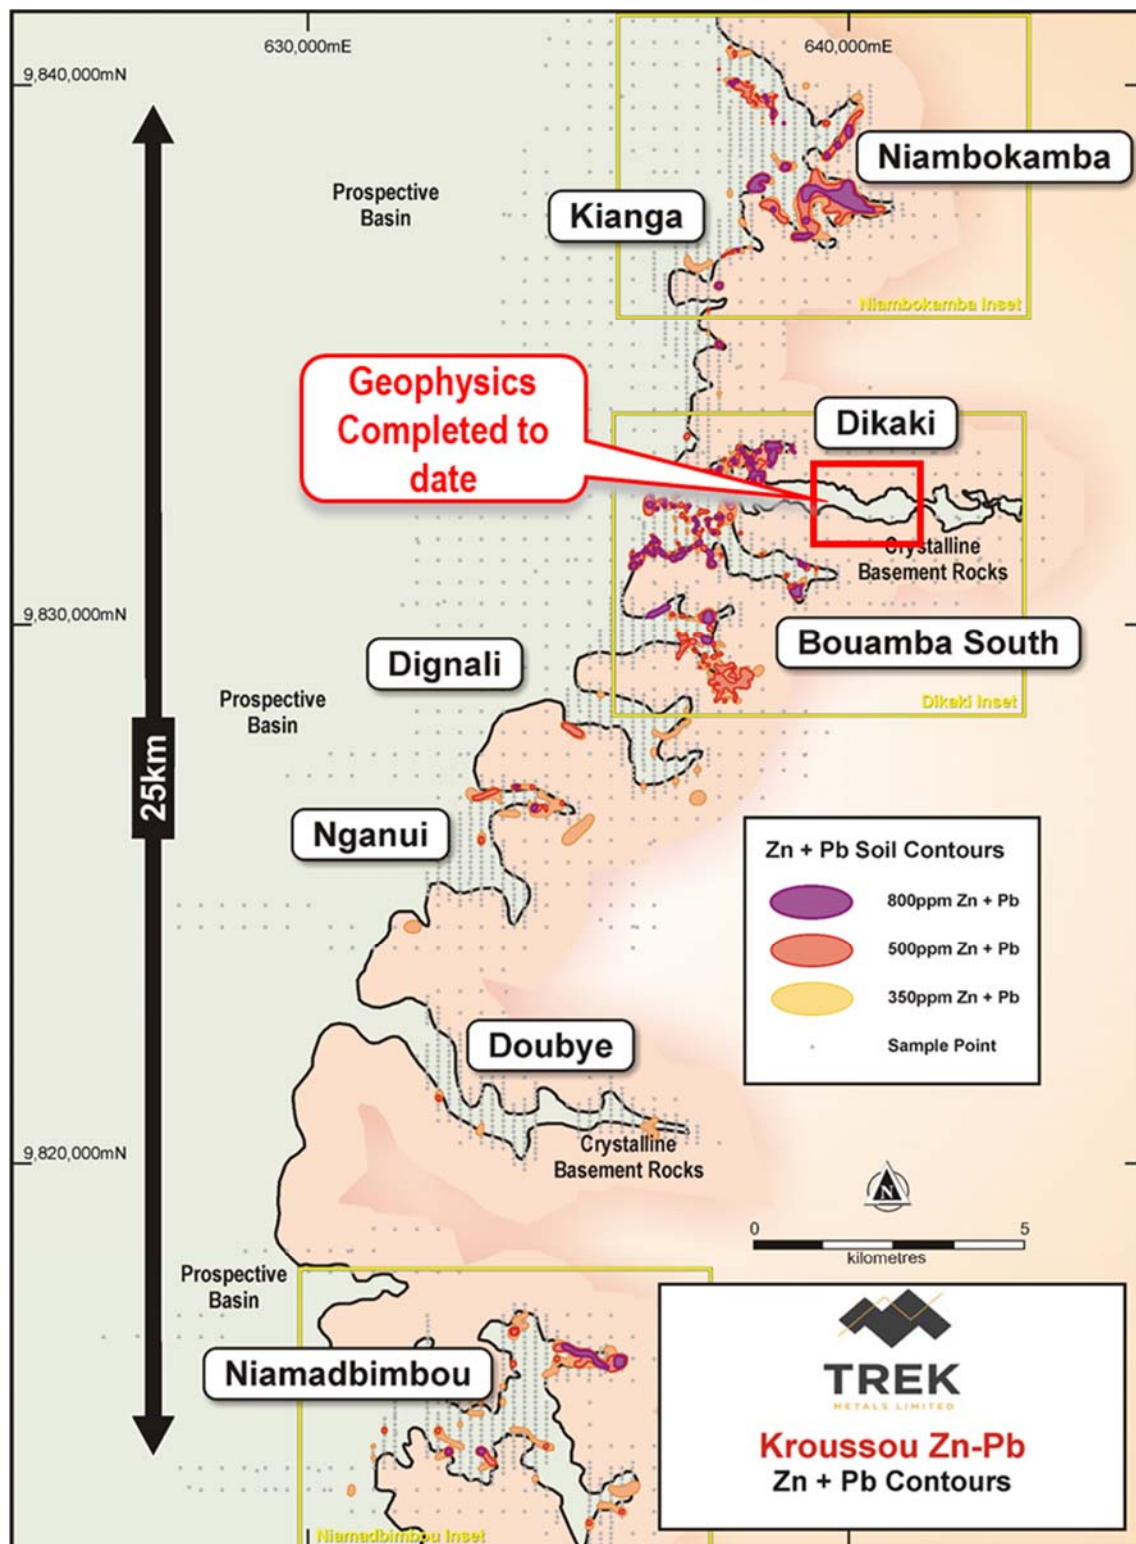 630,000mE
640,000mE
9,840,000mN
Niambokamba
Prospective
Basin
Kianga
Niambokamba Inset
Geophysics
Completed to
date
Dikaki
Crystalline
Basement Rocks
9,830,000mN
Bouamba South
Dignali
Prospective
Basin
Dikaki Inset
25km
Nganui
Zn + Pb Soil Contours
800ppm Zn + Pb
500ppm Zn + Pb
350ppm Zn + Pb
Sample Point
Doubye
9,820,000mN
Crystalline
Basement Rocks
N
0 5
kilometres
Prospective
Basin
Niamadbimbou
TREK
METALS LIMITED
Kroussou Zn-Pb
Zn + Pb Contours
Niamadbimbou Inset